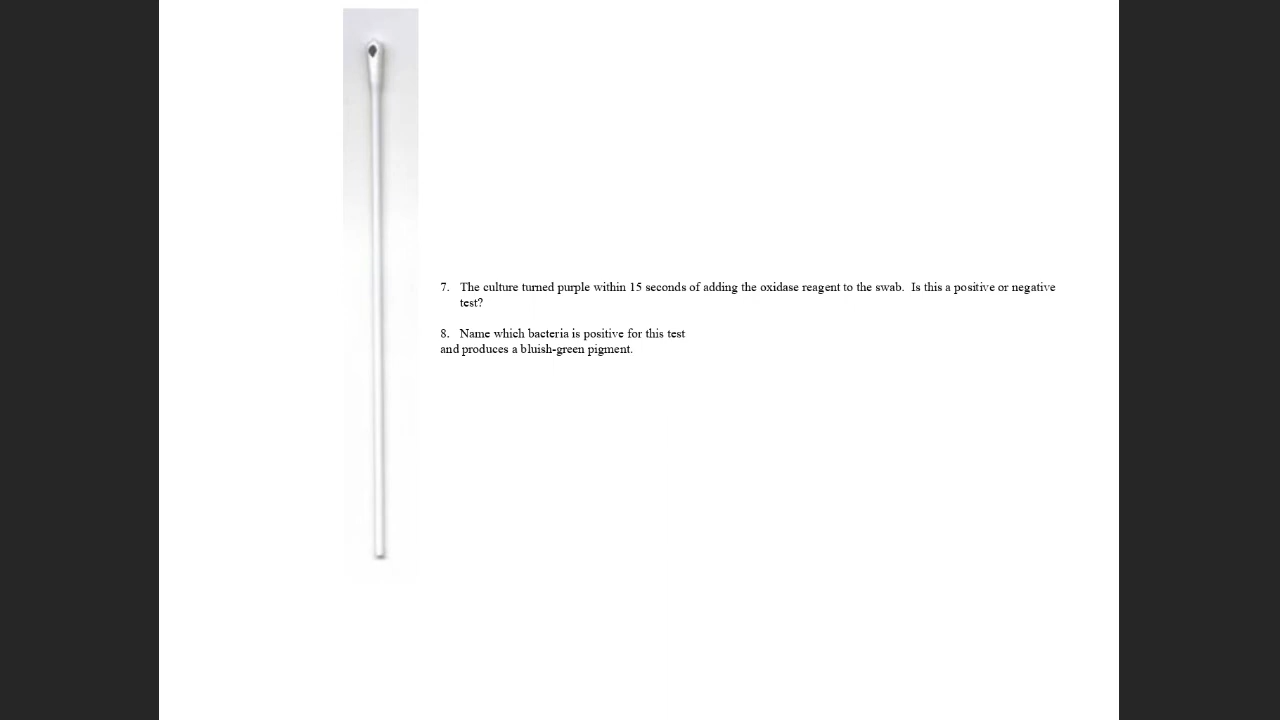 7. The culture turned purple within 15 seconds of adding the oxidase reagent to the swab. Is this a positive or negative
test?
8. Name which bacteria is positive for this test
and produces a bluish-green pigment.